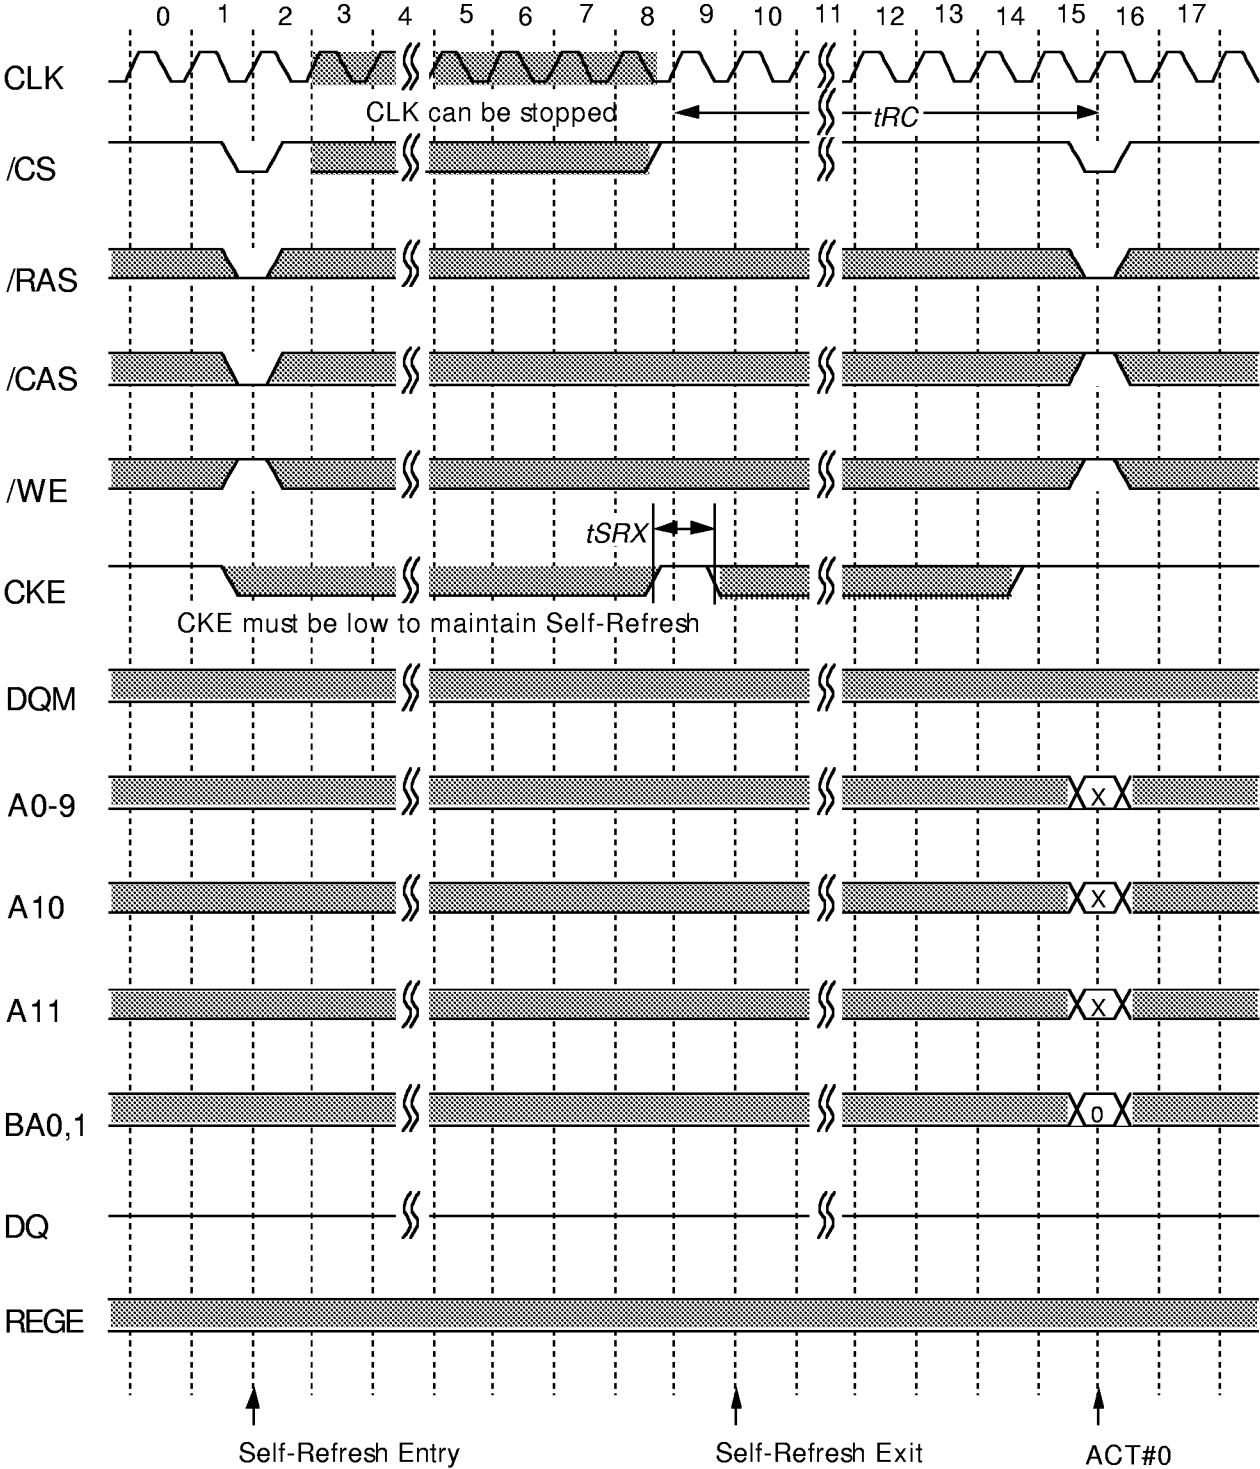 0 1 2 3 4 5 6 7 8 9 10 11 12 13 14 15 16 17
CLK
CLK can be stopped
tRC
/CS
/RAS
/CAS
/WE
tSRX
CKE
CKE must be low to maintain Self-Refresh
DQM
A0-9
X
A10
X
A11
X
BA0,1
0
DQ
REGE
Self-Refresh Entry
Self-Refresh Exit
ACT#0